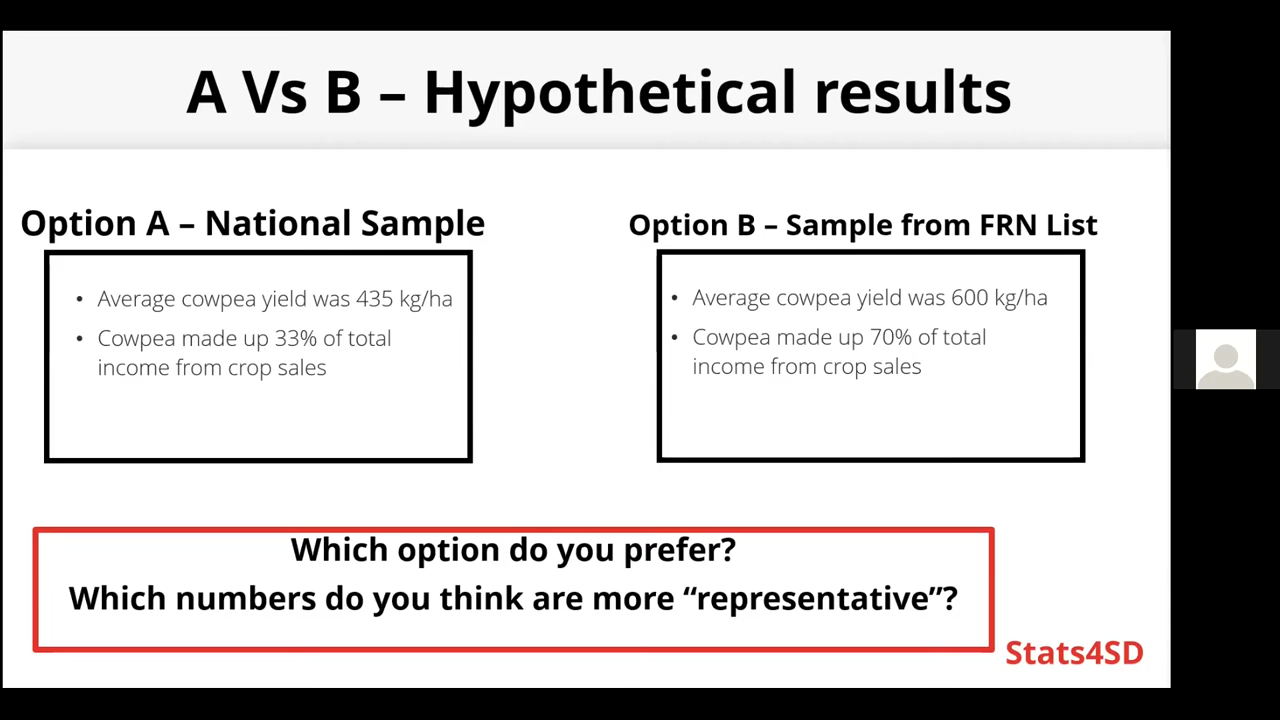 A Vs B – Hypothetical results
Option A – National Sample
• Average cowpea yield was 435 kg/ha
• Cowpea made up 33% of total
income from crop sales
Option B – Sample from FRN List
• Average cowpea yield was 600 kg/ha
• Cowpea made up 70% of total
income from crop sales
Which option do you prefer?
Which numbers do you think are more “representative”?
Stats4SD